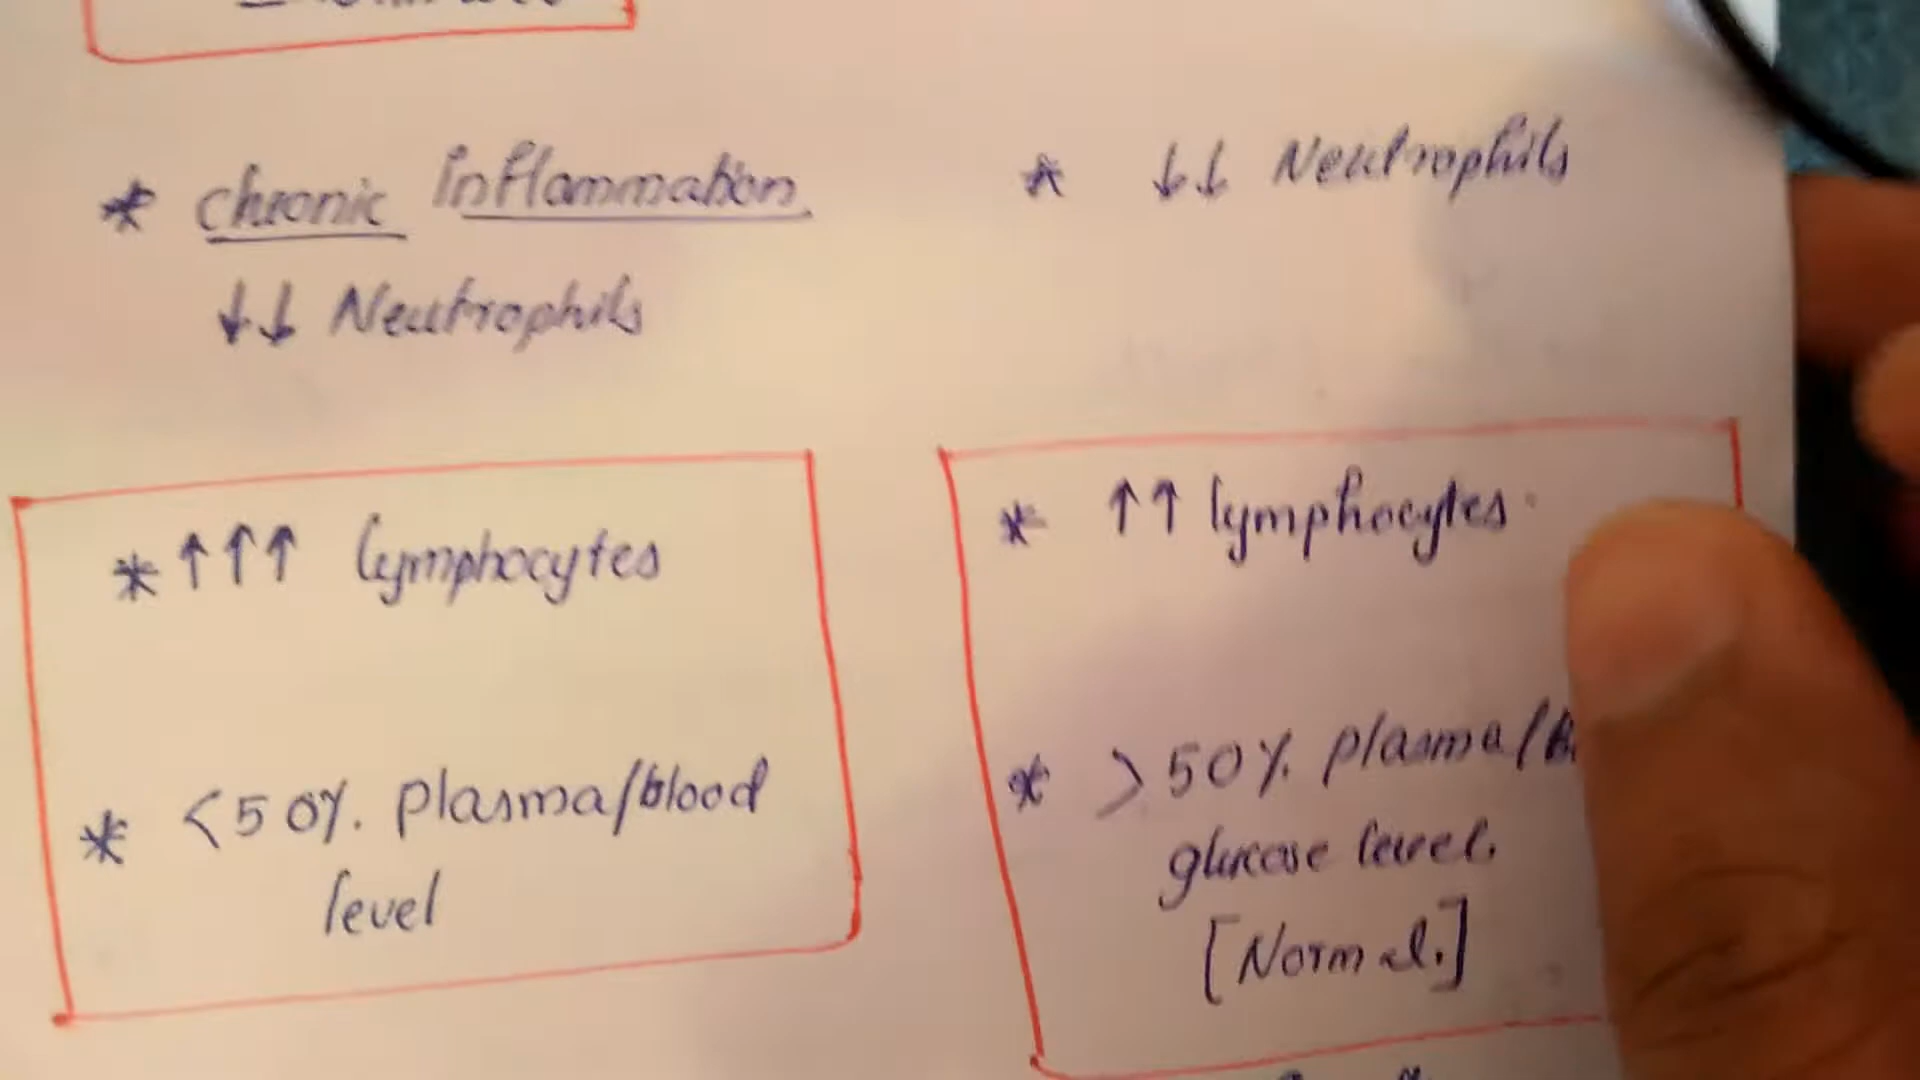 * chronic inflammation
↓↓ Neutrophils
* ↑↑↑ lymphocytes
* <50%. plasma/blood
level
* ↓↓ Neutrophils
* ↑↑ lymphocytes
* >50%. plasma/
glucose level.
[Normal.]